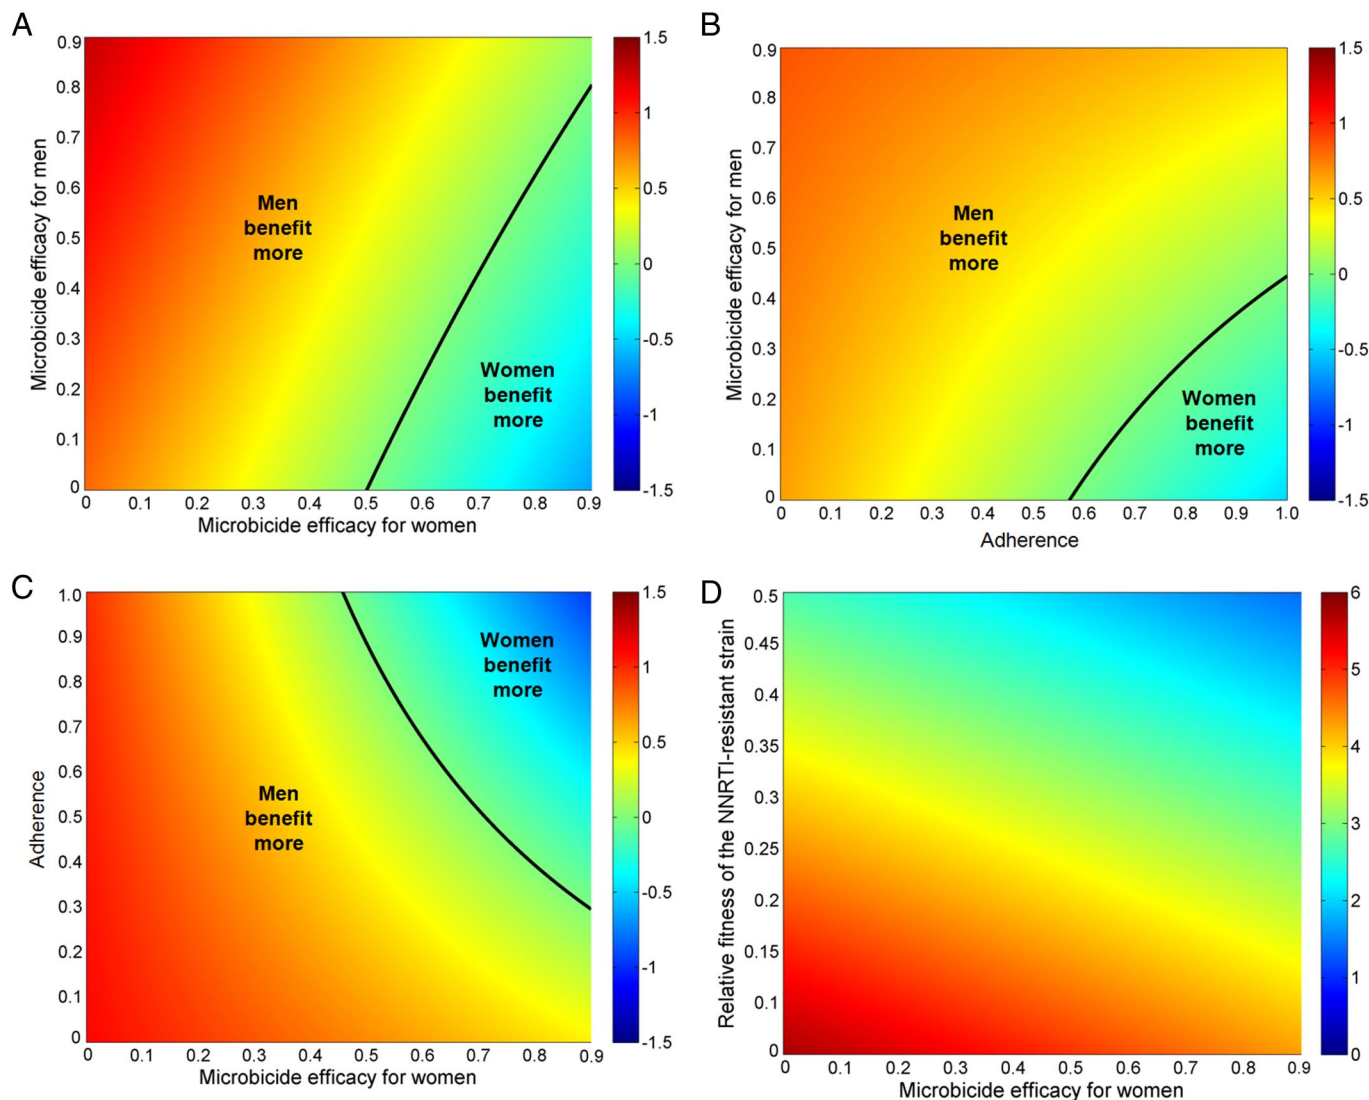 A
Microbicide efficacy for men
0.9
0.8
0.7
0.6
0.5
0.4
0.3
0.2
0.1
0
Men
benefit
more
Women
benefit
more
0 0.1 0.2 0.3 0.4 0.5 0.6 0.7 0.8 0.9
Microbicide efficacy for women
1.5
1
0.5
0
-0.5
-1
-1.5
B
Microbicide efficacy for men
0.9
0.8
0.7
0.6
0.5
0.4
0.3
0.2
0.1
0
Men
benefit
more
Women
benefit
more
0 0.1 0.2 0.3 0.4 0.5 0.6 0.7 0.8 0.9 1.0
Adherence
1.5
1
0.5
0
-0.5
-1
-1.5
C
Adherence
1.0
0.9
0.8
0.7
0.6
0.5
0.4
0.3
0.2
0.1
0
Women
benefit
more
Men
benefit
more
0 0.1 0.2 0.3 0.4 0.5 0.6 0.7 0.8 0.9
Microbicide efficacy for women
1.5
1
0.5
0
-0.5
-1
-1.5
D
Relative fitness of the NNRTI-resistant strain
0.5
0.45
0.4
0.35
0.3
0.25
0.2
0.15
0.1
0
0 0.1 0.2 0.3 0.4 0.5 0.6 0.7 0.8 0.9
Microbicide efficacy for women
6
5
4
3
2
1
0